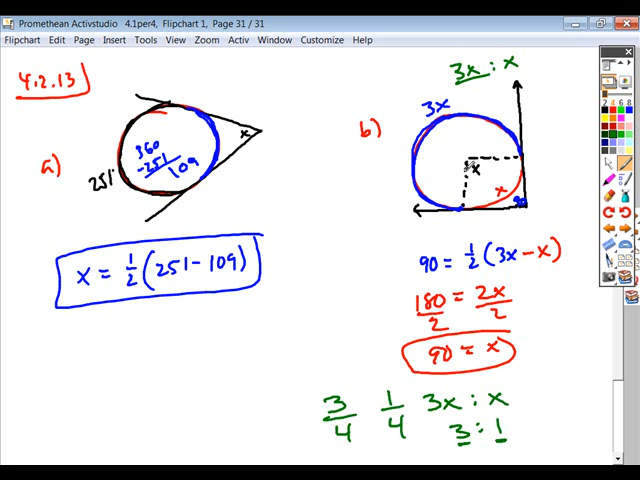 Promethean Activstudio 4.1per4, Flipchart 1, Page 31 / 31
Flipchart Edit Insert Tools View Zoom Activote Window Customize Help
4.2.13
a)
360
-251
109
251
x
x = 1/2 (251 - 109)
3x : x
b)
3x
x
x
90
90 = 1/2 (3x - x)
180/2 = 2x/2
90 = x
3/4 1/4 3x : x
3 : 1